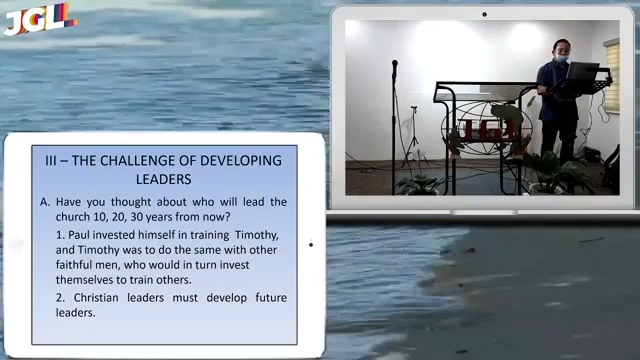 JGL
III – THE CHALLENGE OF DEVELOPING
LEADERS
A. Have you thought about who will lead the
church 10, 20, 30 years from now?
1. Paul invested himself in training Timothy,
and Timothy was to do the same with other
faithful men, who would in turn invest
themselves to train others.
2. Christian leaders must develop future
leaders.
JGL